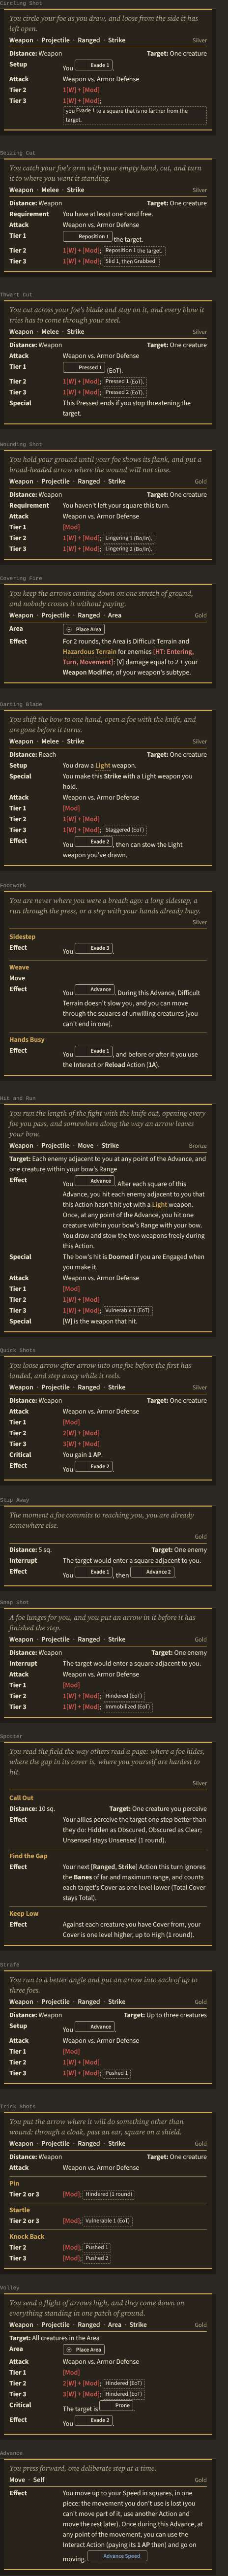 Circling Shot
You circle your foe as you draw, and loose from the side it has
left open.
Weapon · Projectile · Ranged · Strike Silver
Distance: Weapon Target: One creature
Setup You Evade 1.
Attack Weapon vs. Armor Defense
Tier 2 1[W] + [Mod]
Tier 3 1[W] + [Mod];
you Evade 1 to a square that is no farther from the
target.
Seizing Cut
You catch your foe's arm with your empty hand, cut, and turn
it to where you want it standing.
Weapon · Melee · Strike Silver
Distance: Weapon Target: One creature
Requirement You have at least one hand free.
Attack Weapon vs. Armor Defense
Tier 1 Reposition 1 the target.
Tier 2 1[W] + [Mod]; Reposition 1 the target.
Tier 3 1[W] + [Mod]; Slid 1, then Grabbed.
Thwart Cut
You cut across your foe's blade and stay on it, and every blow it
tries has to come through your steel.
Weapon · Melee · Strike Silver
Distance: Weapon Target: One creature
Attack Weapon vs. Armor Defense
Tier 1 Pressed 1 (EoT).
Tier 2 1[W] + [Mod]; Pressed 1 (EoT).
Tier 3 1[W] + [Mod]; Pressed 2 (EoT).
Special This Pressed ends if you stop threatening the
target.
Wounding Shot
You hold your ground until your foe shows its flank, and put a
broad-headed arrow where the wound will not close.
Weapon · Projectile · Ranged · Strike Gold
Distance: Weapon Target: One creature
Requirement You haven't left your square this turn.
Attack Weapon vs. Armor Defense
Tier 1 [Mod]
Tier 2 1[W] + [Mod]; Lingering 1 (Bo/In).
Tier 3 1[W] + [Mod]; Lingering 2 (Bo/In).
Covering Fire
You keep the arrows coming down on one stretch of ground,
and nobody crosses it without paying.
Weapon · Projectile · Ranged · Area Gold
Area Place Area
Effect For 2 rounds, the Area is Difficult Terrain and
Hazardous Terrain for enemies [HT: Entering,
Turn, Movement]: [V] damage equal to 2 + your
Weapon Modifier, of your weapon's subtype.
Darting Blade
You shift the bow to one hand, open a foe with the knife, and
are gone before it turns.
Weapon · Melee · Strike Silver
Distance: Reach Target: One creature
Setup You draw a Light weapon.
Special You make this Strike with a Light weapon you
hold.
Attack Weapon vs. Armor Defense
Tier 1 [Mod]
Tier 2 1[W] + [Mod]
Tier 3 1[W] + [Mod]; Staggered (EoT)
Effect You Evade 2, then can stow the Light
weapon you've drawn.
Footwork
You are never where you were a breath ago: a long sidestep, a
run through the press, or a step with your hands already busy.
Silver
Sidestep
Effect You Evade 3.
Weave
Move
Effect You Advance. During this Advance, Difficult
Terrain doesn't slow you, and you can move
through the squares of unwilling creatures (you
can't end in one).
Hands Busy
Effect You Evade 1, and before or after it you use
the Interact or Reload Action (1A).
Hit and Run
You run the length of the fight with the knife out, opening every
foe you pass, and somewhere along the way an arrow leaves
your bow.
Weapon · Projectile · Move · Strike Bronze
Target: Each enemy adjacent to you at any point of the Advance, and
one creature within your bow's Range
Effect You Advance. After each square of this
Advance, you hit each enemy adjacent to you that
this Action hasn't hit yet with a Light weapon.
Once, at any point of the Advance, you hit one
creature within your bow's Range with your bow.
You draw and stow the two weapons freely during
this Action.
Special The bow's hit is Doomed if you are Engaged when
you make it.
Attack Weapon vs. Armor Defense
Tier 1 [Mod]
Tier 2 1[W] + [Mod]
Tier 3 1[W] + [Mod]; Vulnerable 1 (EoT)
Special [W] is the weapon that hit.
Quick Shots
You loose arrow after arrow into one foe before the first has
landed, and step away while it reels.
Weapon · Projectile · Ranged · Strike Silver
Distance: Weapon Target: One creature
Attack Weapon vs. Armor Defense
Tier 1 [Mod]
Tier 2 2[W] + [Mod]
Tier 3 3[W] + [Mod]
Critical You gain 1 AP.
Effect You Evade 2.
Slip Away
The moment a foe commits to reaching you, you are already
somewhere else.
Gold
Distance: 5 sq. Target: One enemy
Interrupt The target would enter a square adjacent to you.
Effect You Evade 1, then Advance 2.
Snap Shot
A foe lunges for you, and you put an arrow in it before it has
finished the step.
Weapon · Projectile · Ranged · Strike Gold
Distance: Weapon Target: One enemy
Interrupt The target would enter a square adjacent to you.
Attack Weapon vs. Armor Defense
Tier 1 [Mod]
Tier 2 1[W] + [Mod]; Hindered (EoT)
Tier 3 1[W] + [Mod]; Immobilized (EoT)
Spotter
You read the field the way others read a page: where a foe hides,
where the gap in its cover is, where you yourself are hardest to
hit.
Silver
Call Out
Distance: 10 sq. Target: One creature you perceive
Effect Your allies perceive the target one step better than
they do: Hidden as Obscured, Obscured as Clear;
Unsensed stays Unsensed (1 round).
Find the Gap
Effect Your next [Ranged, Strike] Action this turn ignores
the Banes of far and maximum range, and counts
each target's Cover as one level lower (Total Cover
stays Total).
Keep Low
Effect Against each creature you have Cover from, your
Cover is one level higher, up to High (1 round).
Strafe
You run to a better angle and put an arrow into each of up to
three foes.
Weapon · Projectile · Ranged · Strike Gold
Distance: Weapon Target: Up to three creatures
Setup You Advance.
Attack Weapon vs. Armor Defense
Tier 1 [Mod]
Tier 2 1[W] + [Mod]
Tier 3 1[W] + [Mod]; Pushed 1
Trick Shots
You put the arrow where it will do something other than
wound: through a cloak, past an ear, square on a shield.
Weapon · Projectile · Ranged · Strike Gold
Distance: Weapon Target: One creature
Attack Weapon vs. Armor Defense
Pin
Tier 2 or 3 [Mod]; Hindered (1 round)
Startle
Tier 2 or 3 [Mod]; Vulnerable 1 (EoT)
Knock Back
Tier 2 [Mod]; Pushed 1
Tier 3 [Mod]; Pushed 2
Volley
You send a flight of arrows high, and they come down on
everything standing in one patch of ground.
Weapon · Projectile · Ranged · Area · Strike Gold
Target: All creatures in the Area
Area Place Area
Attack Weapon vs. Armor Defense
Tier 1 [Mod]
Tier 2 2[W] + [Mod]; Hindered (EoT)
Tier 3 3[W] + [Mod]; Hindered (EoT)
Critical The target is Prone.
Effect You Evade 2.
Advance
You press forward, one deliberate step at a time.
Move · Self Gold
Effect You move up to your Speed in squares, in one
piece: the movement you don't use is lost (you
can't move part of it, use another Action and
move the rest later). Once during this Advance, at
any point of the movement, you can use the
Interact Action (paying its 1 AP then) and go on
moving. Advance Speed